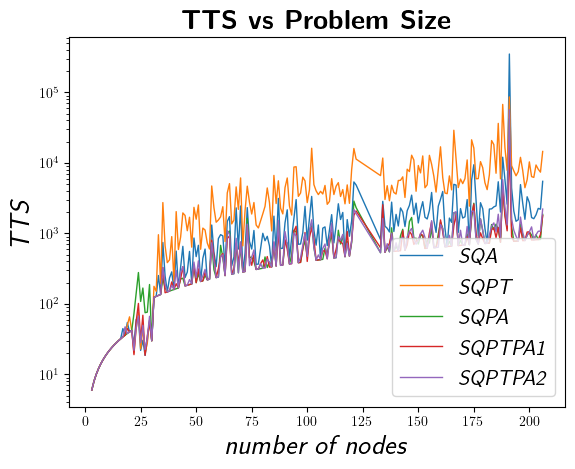 TTS vs Problem Size
TTS
10^5
10^4
10^3
10^2
10^1
SQA
SQPT
SQPA
SQPTPA1
SQPTPA2
0 25 50 75 100 125 150 175 200
number of nodes